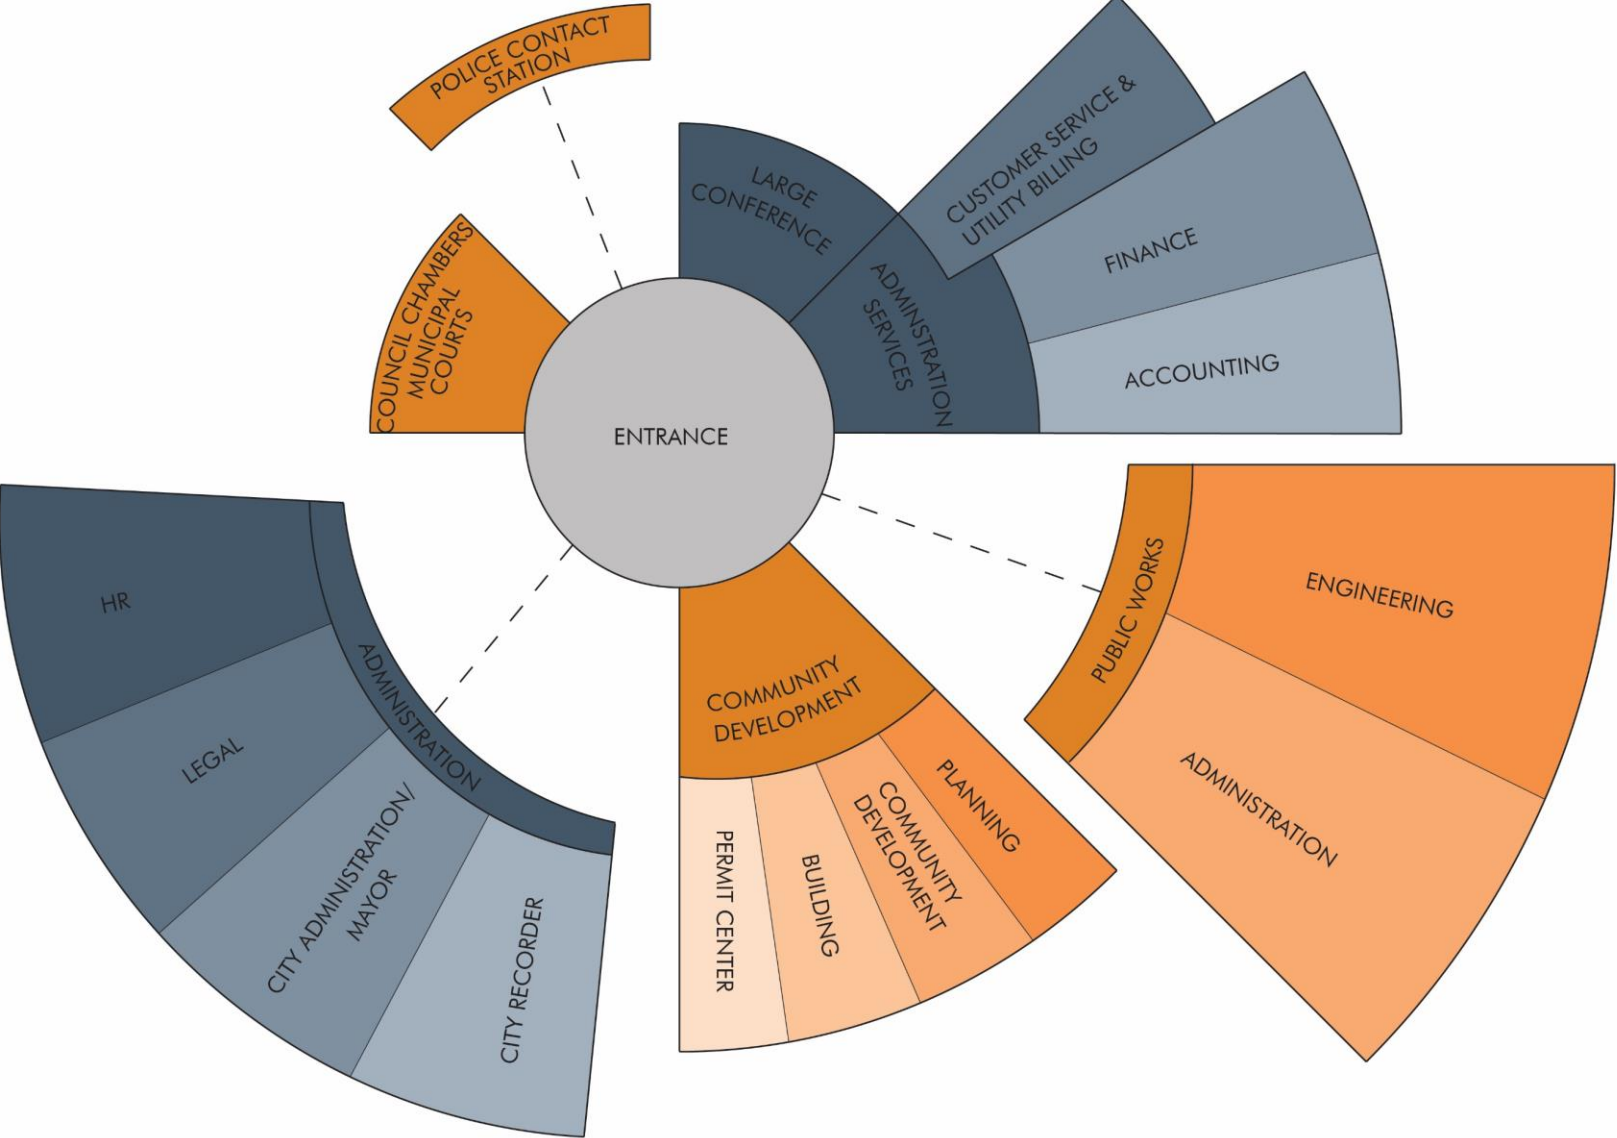 POLICE CONTACT
STATION
COUNCIL CHAMBERS
MUNICIPAL
COURTS
LARGE
CONFERENCE
ADMINSTRATION
SERVICES
CUSTOMER SERVICE &
UTILITY BILLING
FINANCE
ACCOUNTING
ENTRANCE
PUBLIC WORKS
ENGINEERING
ADMINISTRATION
COMMUNITY
DEVELOPMENT
PLANNING
COMMUNITY
DEVELOPMENT
BUILDING
PERMIT CENTER
ADMINISTRATION
HR
LEGAL
CITY ADMINISTRATION/
MAYOR
CITY RECORDER